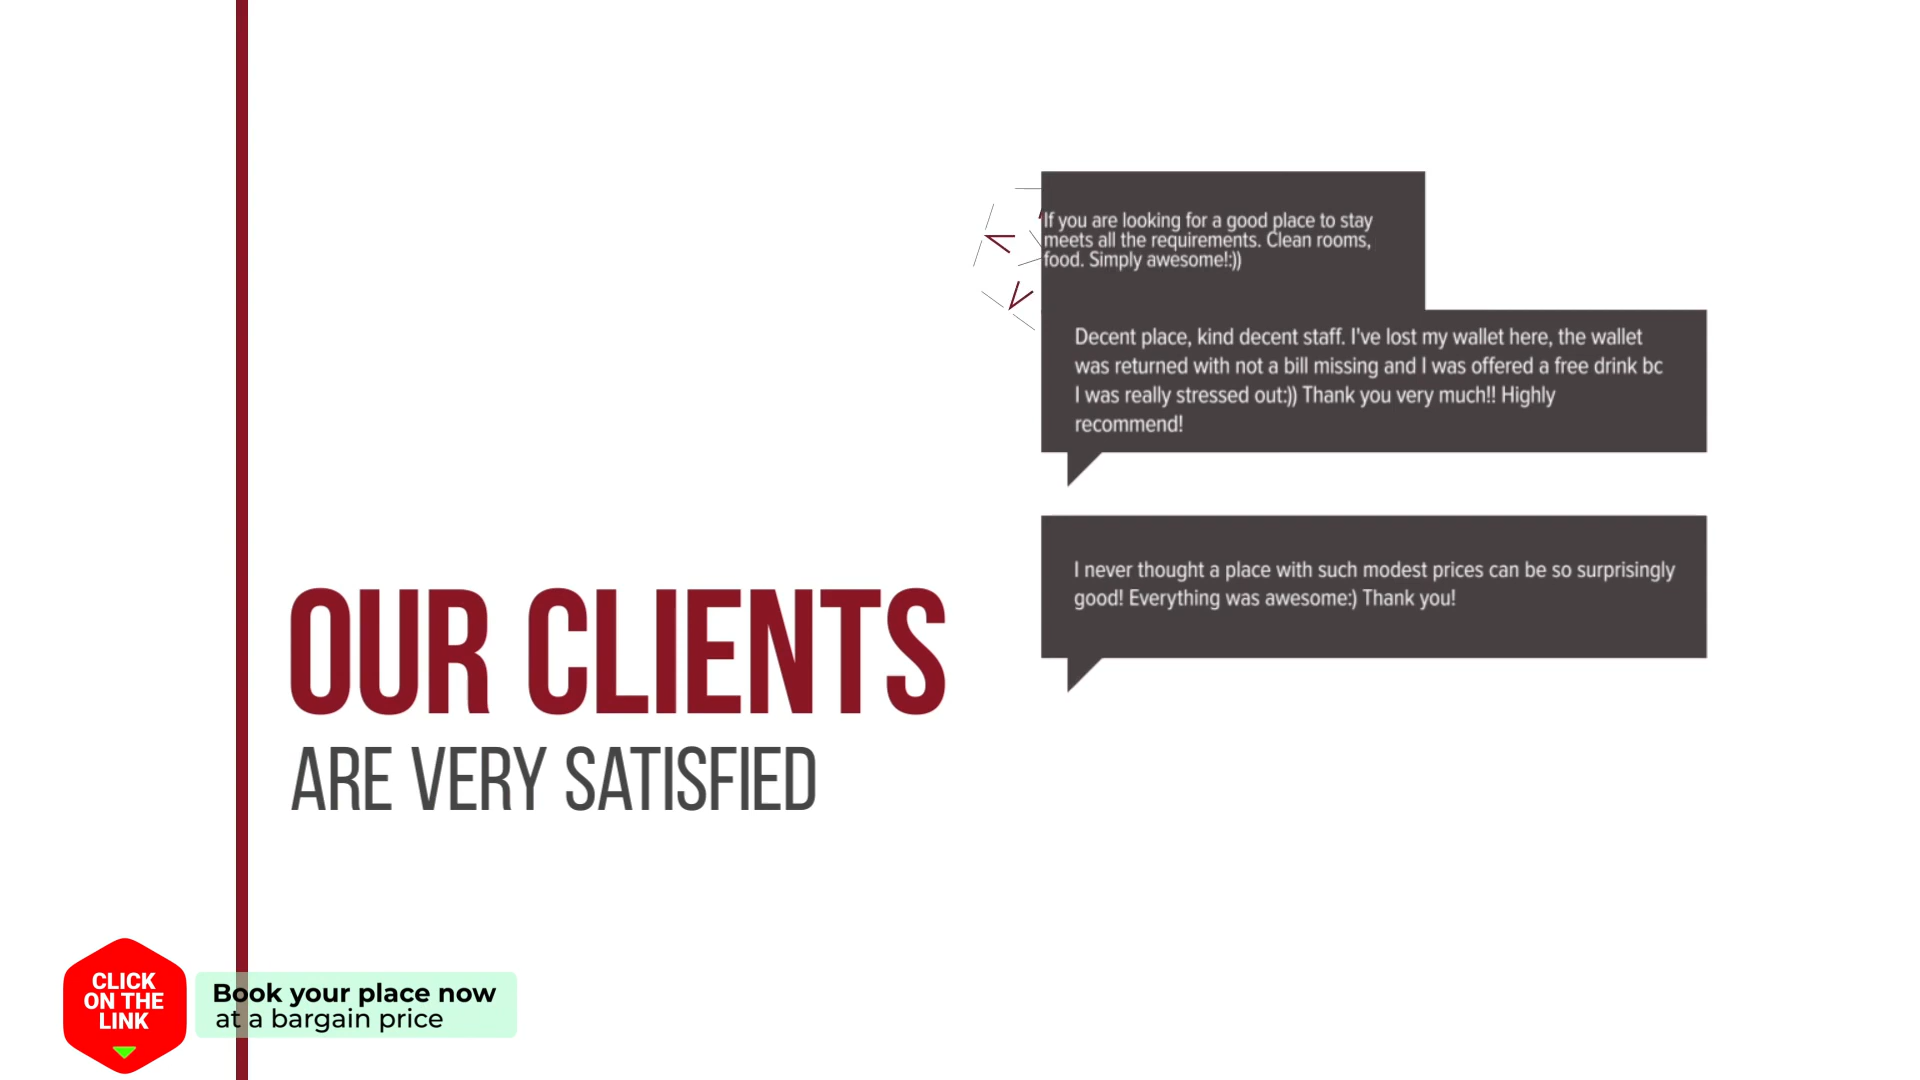 If you are looking for a good place to stay
meets all the requirements. Clean rooms,
food. Simply awesome!:))
Decent place, kind decent staff. I've lost my wallet here, the wallet
was returned with not a bill missing and I was offered a free drink bc
I was really stressed out:)) Thank you very much!! Highly
recommend!
I never thought a place with such modest prices can be so surprisingly
good! Everything was awesome:) Thank you!
OUR CLIENTS
ARE VERY SATISFIED
CLICK
ON THE
LINK
Book your place now
at a bargain price